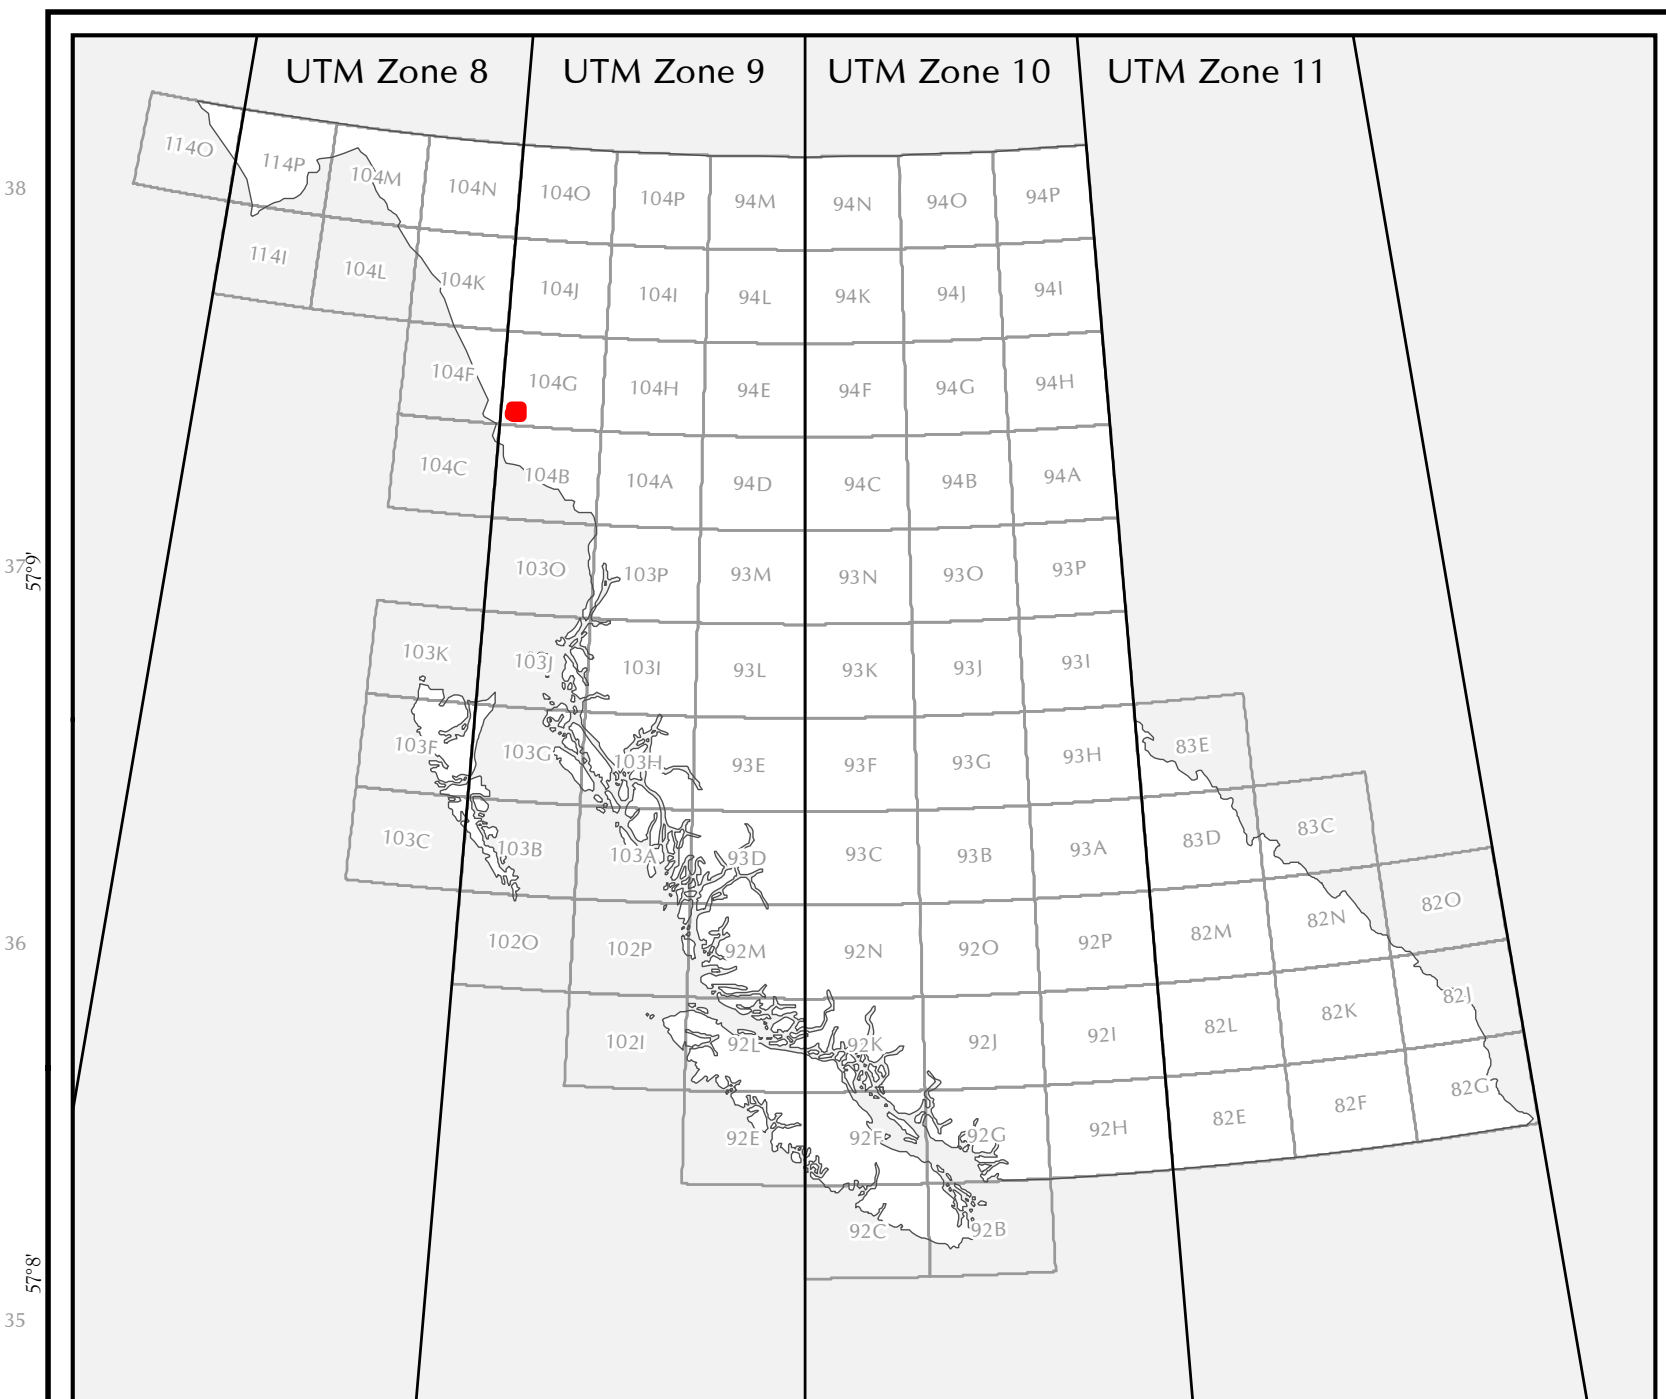 UTM Zone 8 UTM Zone 9 UTM Zone 10 UTM Zone 11
114O 114P 104M 104N 104O 104P 94M 94N 94O 94P
38
114I 104L 104K 104J 104I 94L 94K 94J 94I
104F 104G 104H 94E 94F 94G 94H
104C 104B 104A 94D 94C 94B 94A
37
57°9'
103O 103P 93M 93N 93O 93P
103K 103J 103I 93L 93K 93J 93I
103F 103G 103H 93E 93F 93G 93H 83E
103C 103B 103A 93D 93C 93B 93A 83D 83C
36
102O 102P 92M 92N 92O 92P 82M 82N 82O
102I 92L 92K 92J 92I 82L 82K 82J
92E 92F 92G 92H 82E 82F 82G
92C 92B
57°8'
35